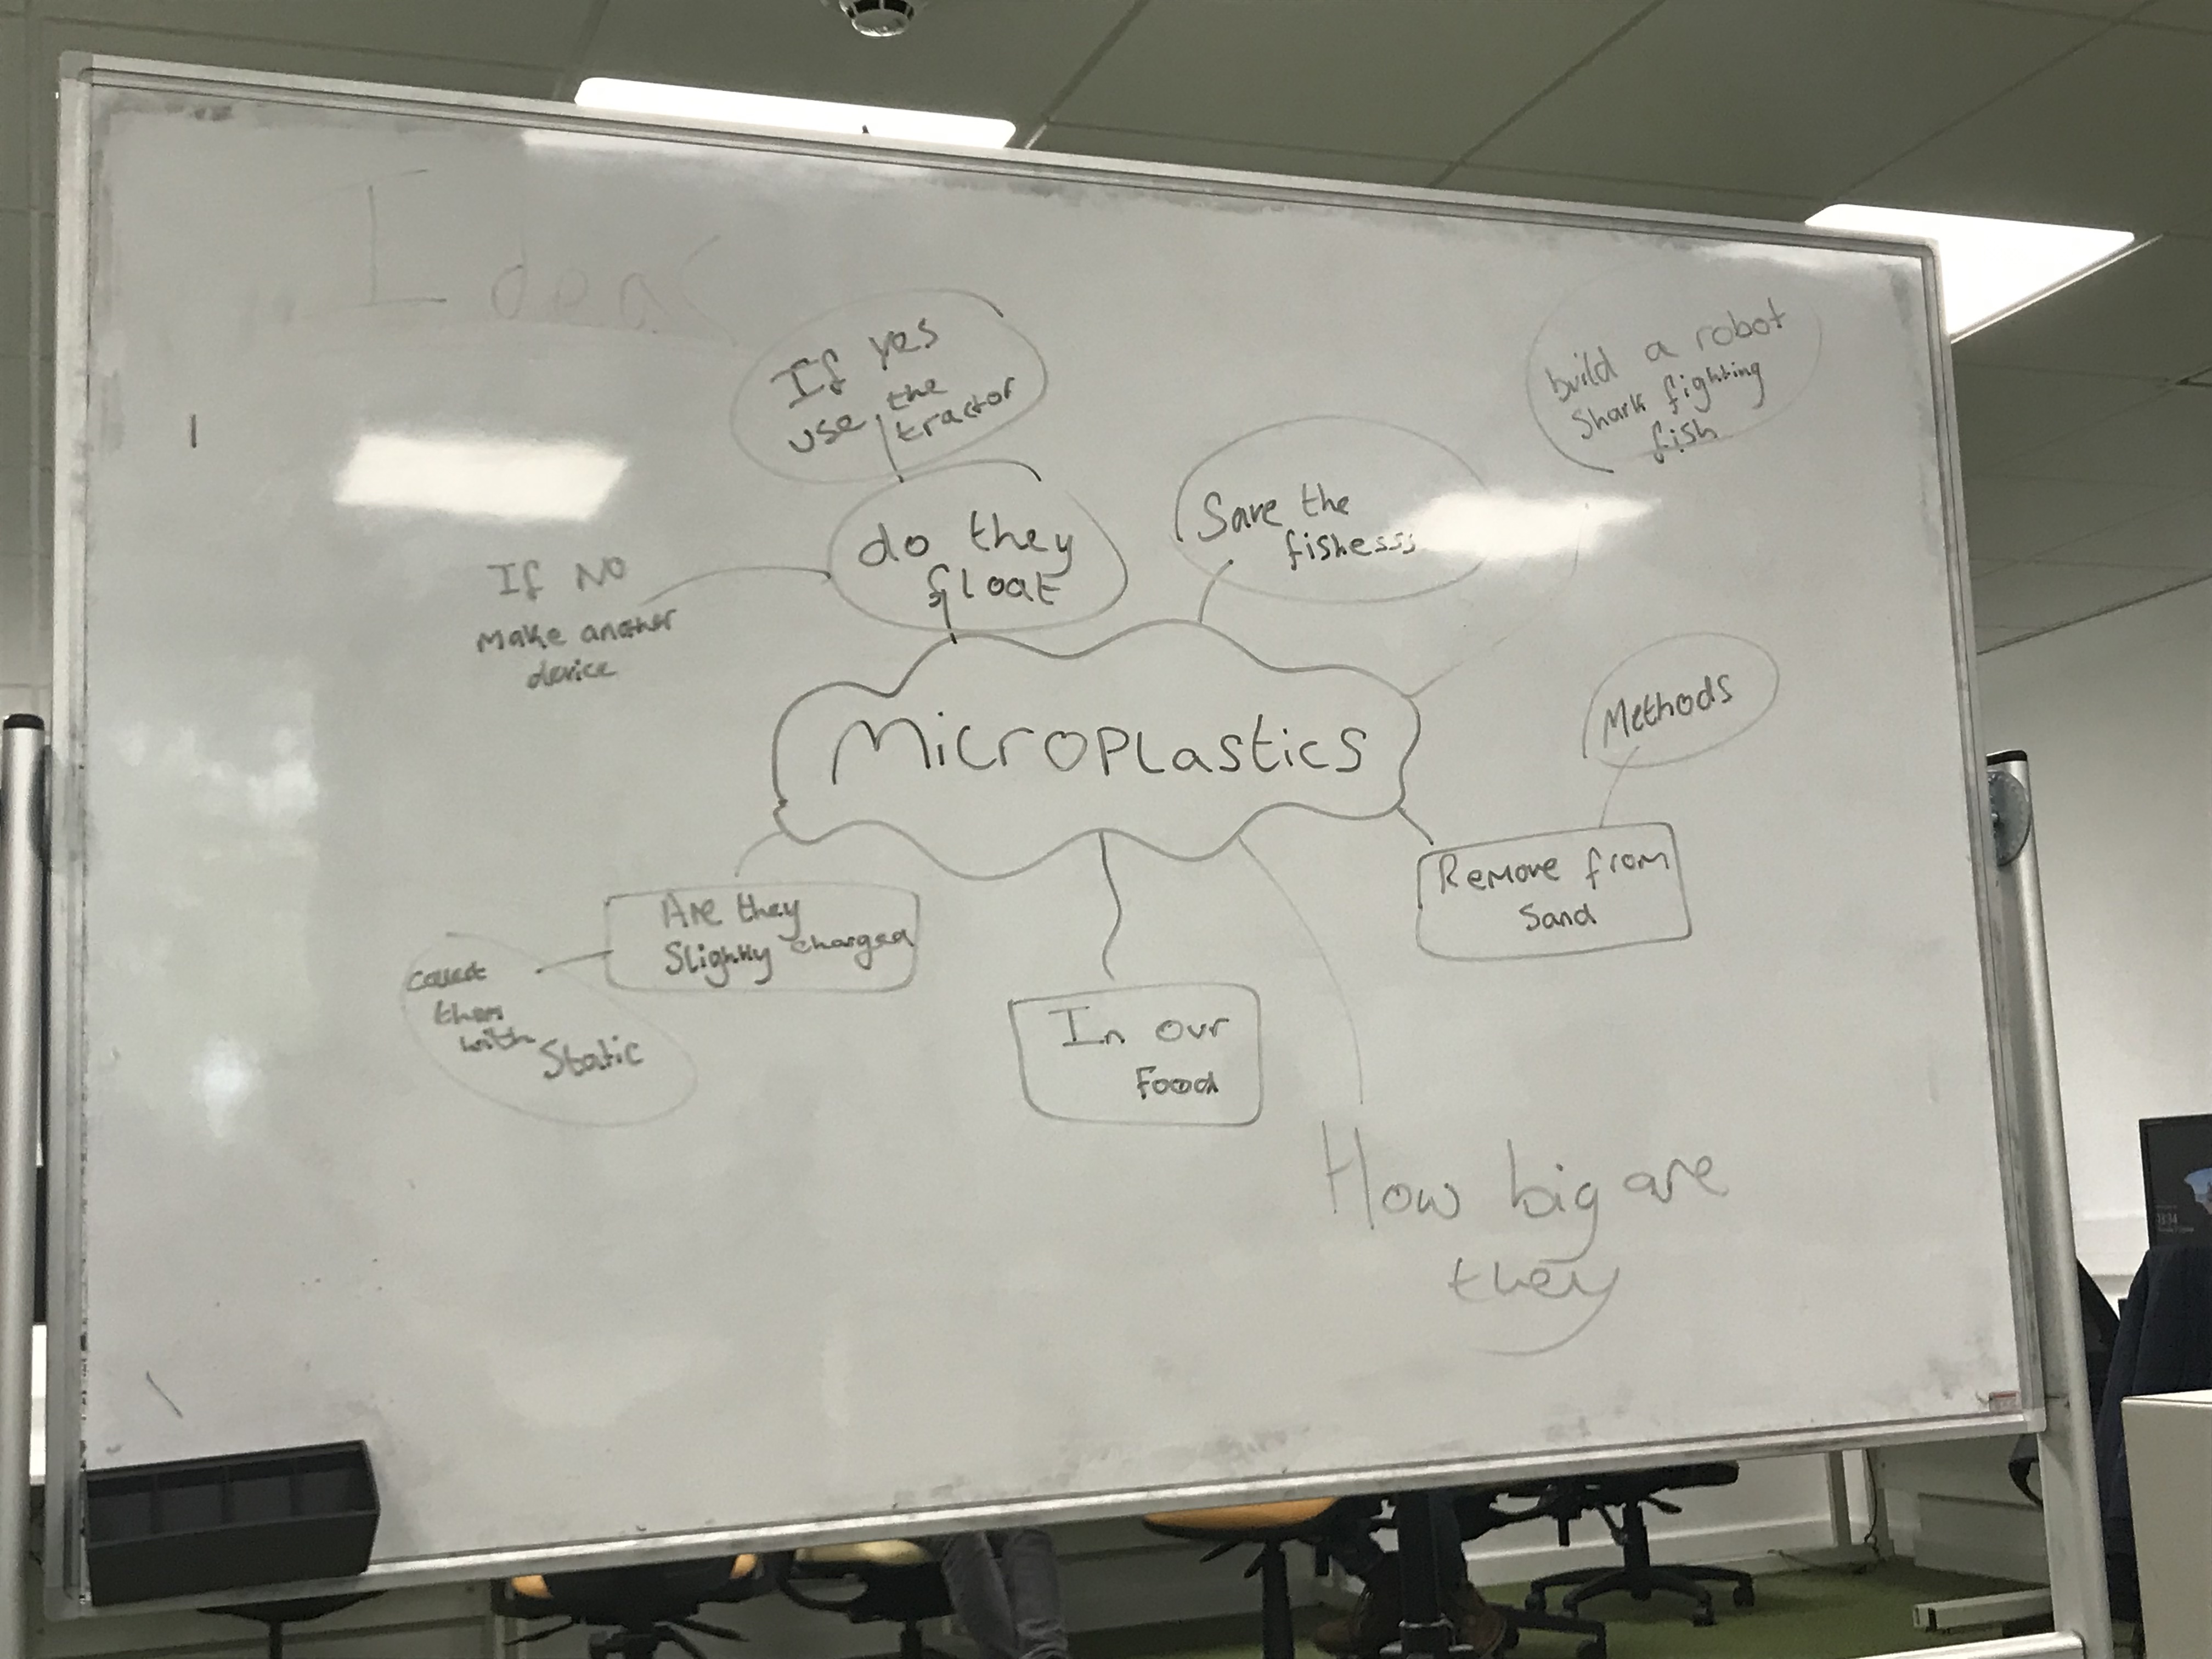 Ideas
If yes
use the
tractor
build a robot
Shark fighting
fish
Save the
fishesss
do they
float
If No
Make another
device
Microplastics
Methods
Remove from
Sand
Are they
Slightly charged
Collect
them
with
Static
In our
Food
How big are
they